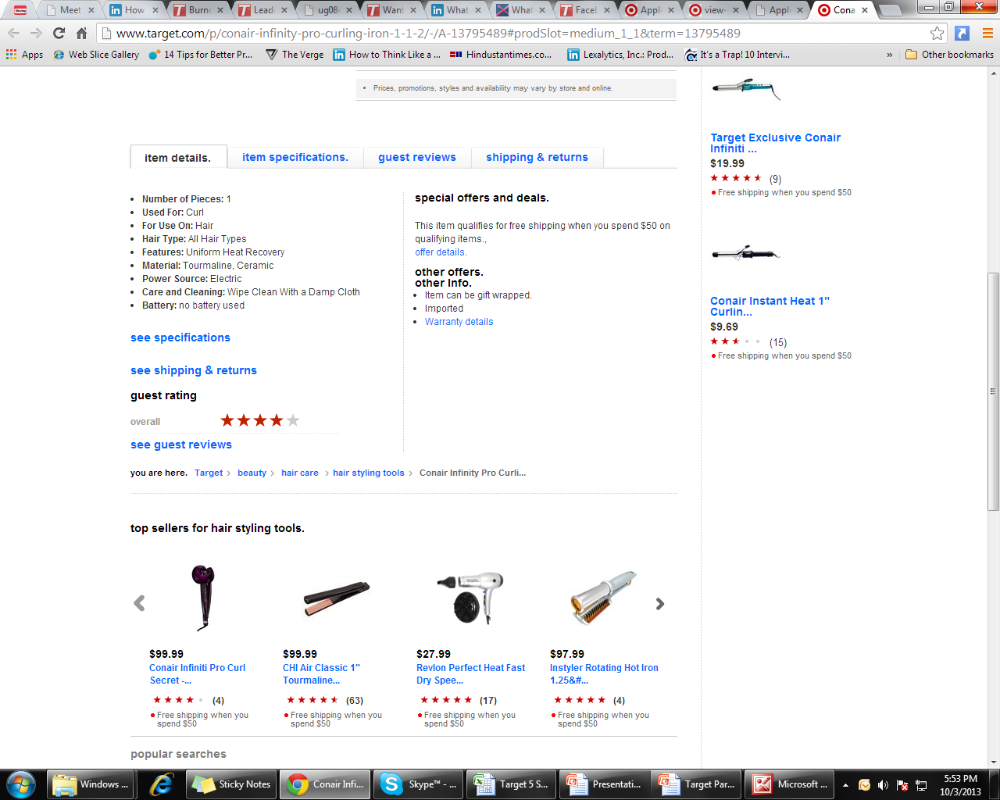 Meet
How
Burn
Lead
ug08
Want
What
What
Facel
Apple
view-
Apple
Cona
www.target.com/p/conair-infinity-pro-curling-iron-1-1-2/-/A-13795489#prodSlot=medium_1_1&term=13795489
Apps Web Slice Gallery 14 Tips for Better Pr... The Verge How to Think Like a ... Hindustantimes.co... Lexalytics, Inc.: Prod... It's a Trap! 10 Intervi... » Other bookmarks
• Prices, promotions, styles and availability may vary by store and online.
item details. item specifications. guest reviews shipping & returns
• Number of Pieces: 1
• Used For: Curl
• For Use On: Hair
• Hair Type: All Hair Types
• Features: Uniform Heat Recovery
• Material: Tourmaline, Ceramic
• Power Source: Electric
• Care and Cleaning: Wipe Clean With a Damp Cloth
• Battery: no battery used
see specifications
see shipping & returns
guest rating
overall
see guest reviews
special offers and deals.
This item qualifies for free shipping when you spend $50 on
qualifying items.,
offer details.
other offers.
other Info.
• Item can be gift wrapped.
• Imported
• Warranty details
you are here. Target > beauty > hair care > hair styling tools > Conair Infinity Pro Curli...
top sellers for hair styling tools.
$99.99
Conair Infiniti Pro Curl
Secret -...
(4)
Free shipping when you
spend $50
$99.99
CHI Air Classic 1"
Tourmaline...
(63)
Free shipping when you
spend $50
$27.99
Revlon Perfect Heat Fast
Dry Spee...
(17)
Free shipping when you
spend $50
$97.99
Instyler Rotating Hot Iron
1.25&#...
(4)
Free shipping when you
spend $50
popular searches
Target Exclusive Conair
Infiniti ...
$19.99
(9)
Free shipping when you spend $50
Conair Instant Heat 1"
Curlin...
$9.69
(15)
Free shipping when you spend $50
Windows ...
Sticky Notes
Conair Infi...
Skype™ - ...
Target 5 S...
Presentati...
Target Par...
Microsoft ...
5:53 PM
10/3/2013